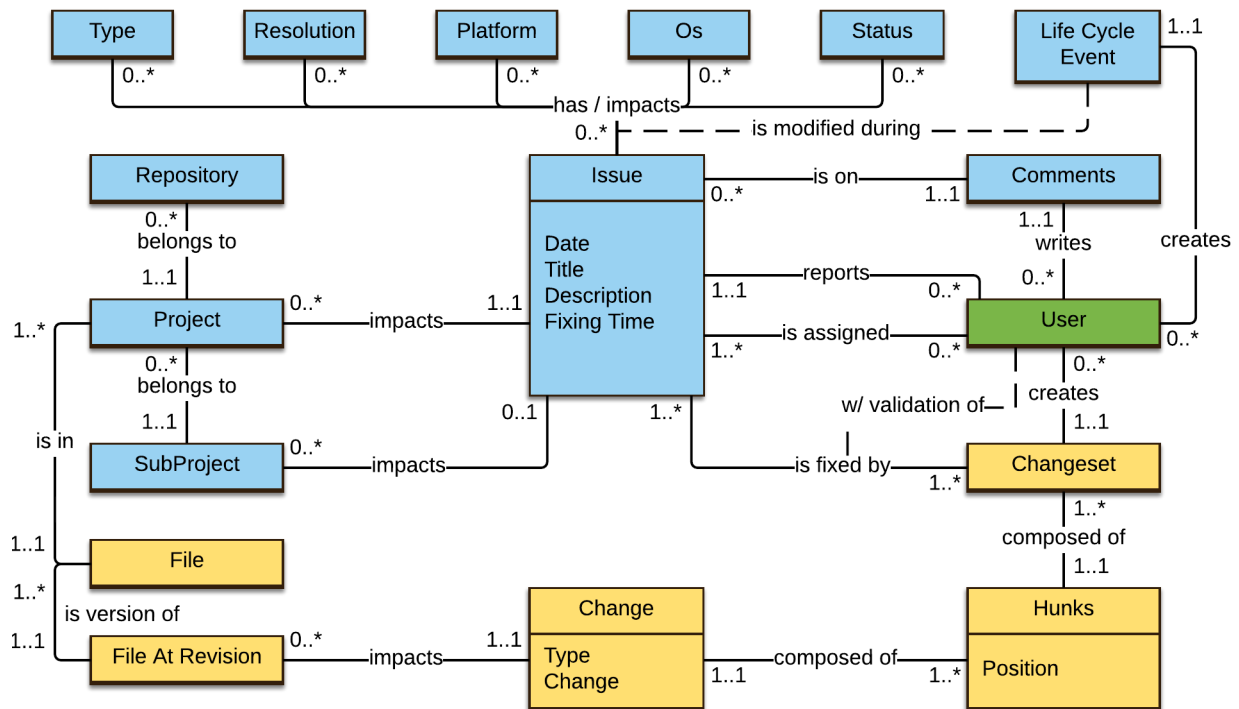 Type
Resolution
Platform
Os
Status
Life Cycle
Event
1..1
0..*
0..*
0..*
0..*
0..*
has / impacts
0..*
is modified during
Repository
Issue
Comments
is on
0..*
1..1
0..*
belongs to
1..1
1..1
writes
0..*
creates
Date
Title
Description
Fixing Time
reports
1..1
0..*
Project
0..*
1..1
impacts
1..*
User
is assigned
1..*
0..*
0..*
0..*
belongs to
1..1
0..*
creates
1..1
w/ validation of
0..1
1..*
is in
SubProject
0..*
impacts
is fixed by
1..*
Changeset
1..*
composed of
1..1
1..1
File
1..*
is version of
1..1
File At Revision
0..*
impacts
1..1
Change
Type
Change
1..1
composed of
1..*
Hunks
Position